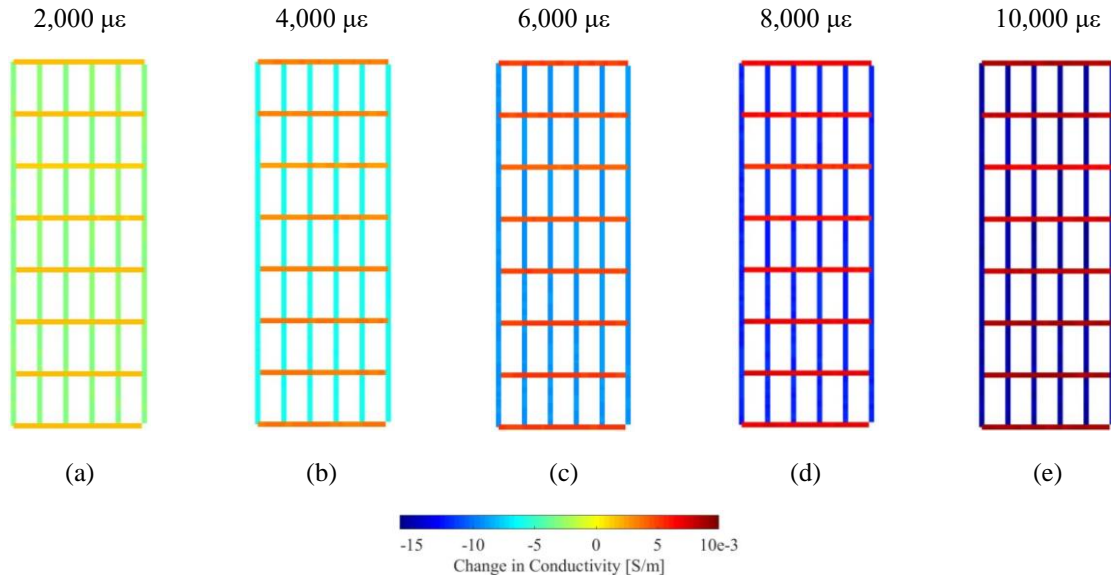 2,000 με 4,000 με 6,000 με 8,000 με 10,000 με
(a) (b) (c) (d) (e)
-15 -10 -5 0 5 10e-3
Change in Conductivity [S/m]